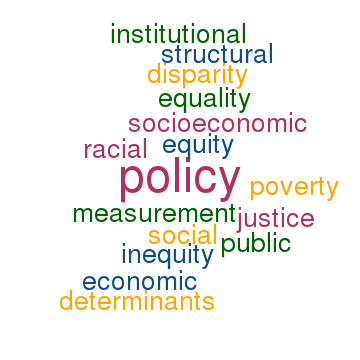 institutional
structural
disparity
equality
socioeconomic
racial equity
policy
poverty
measurement justice
social public
inequity
economic
determinants